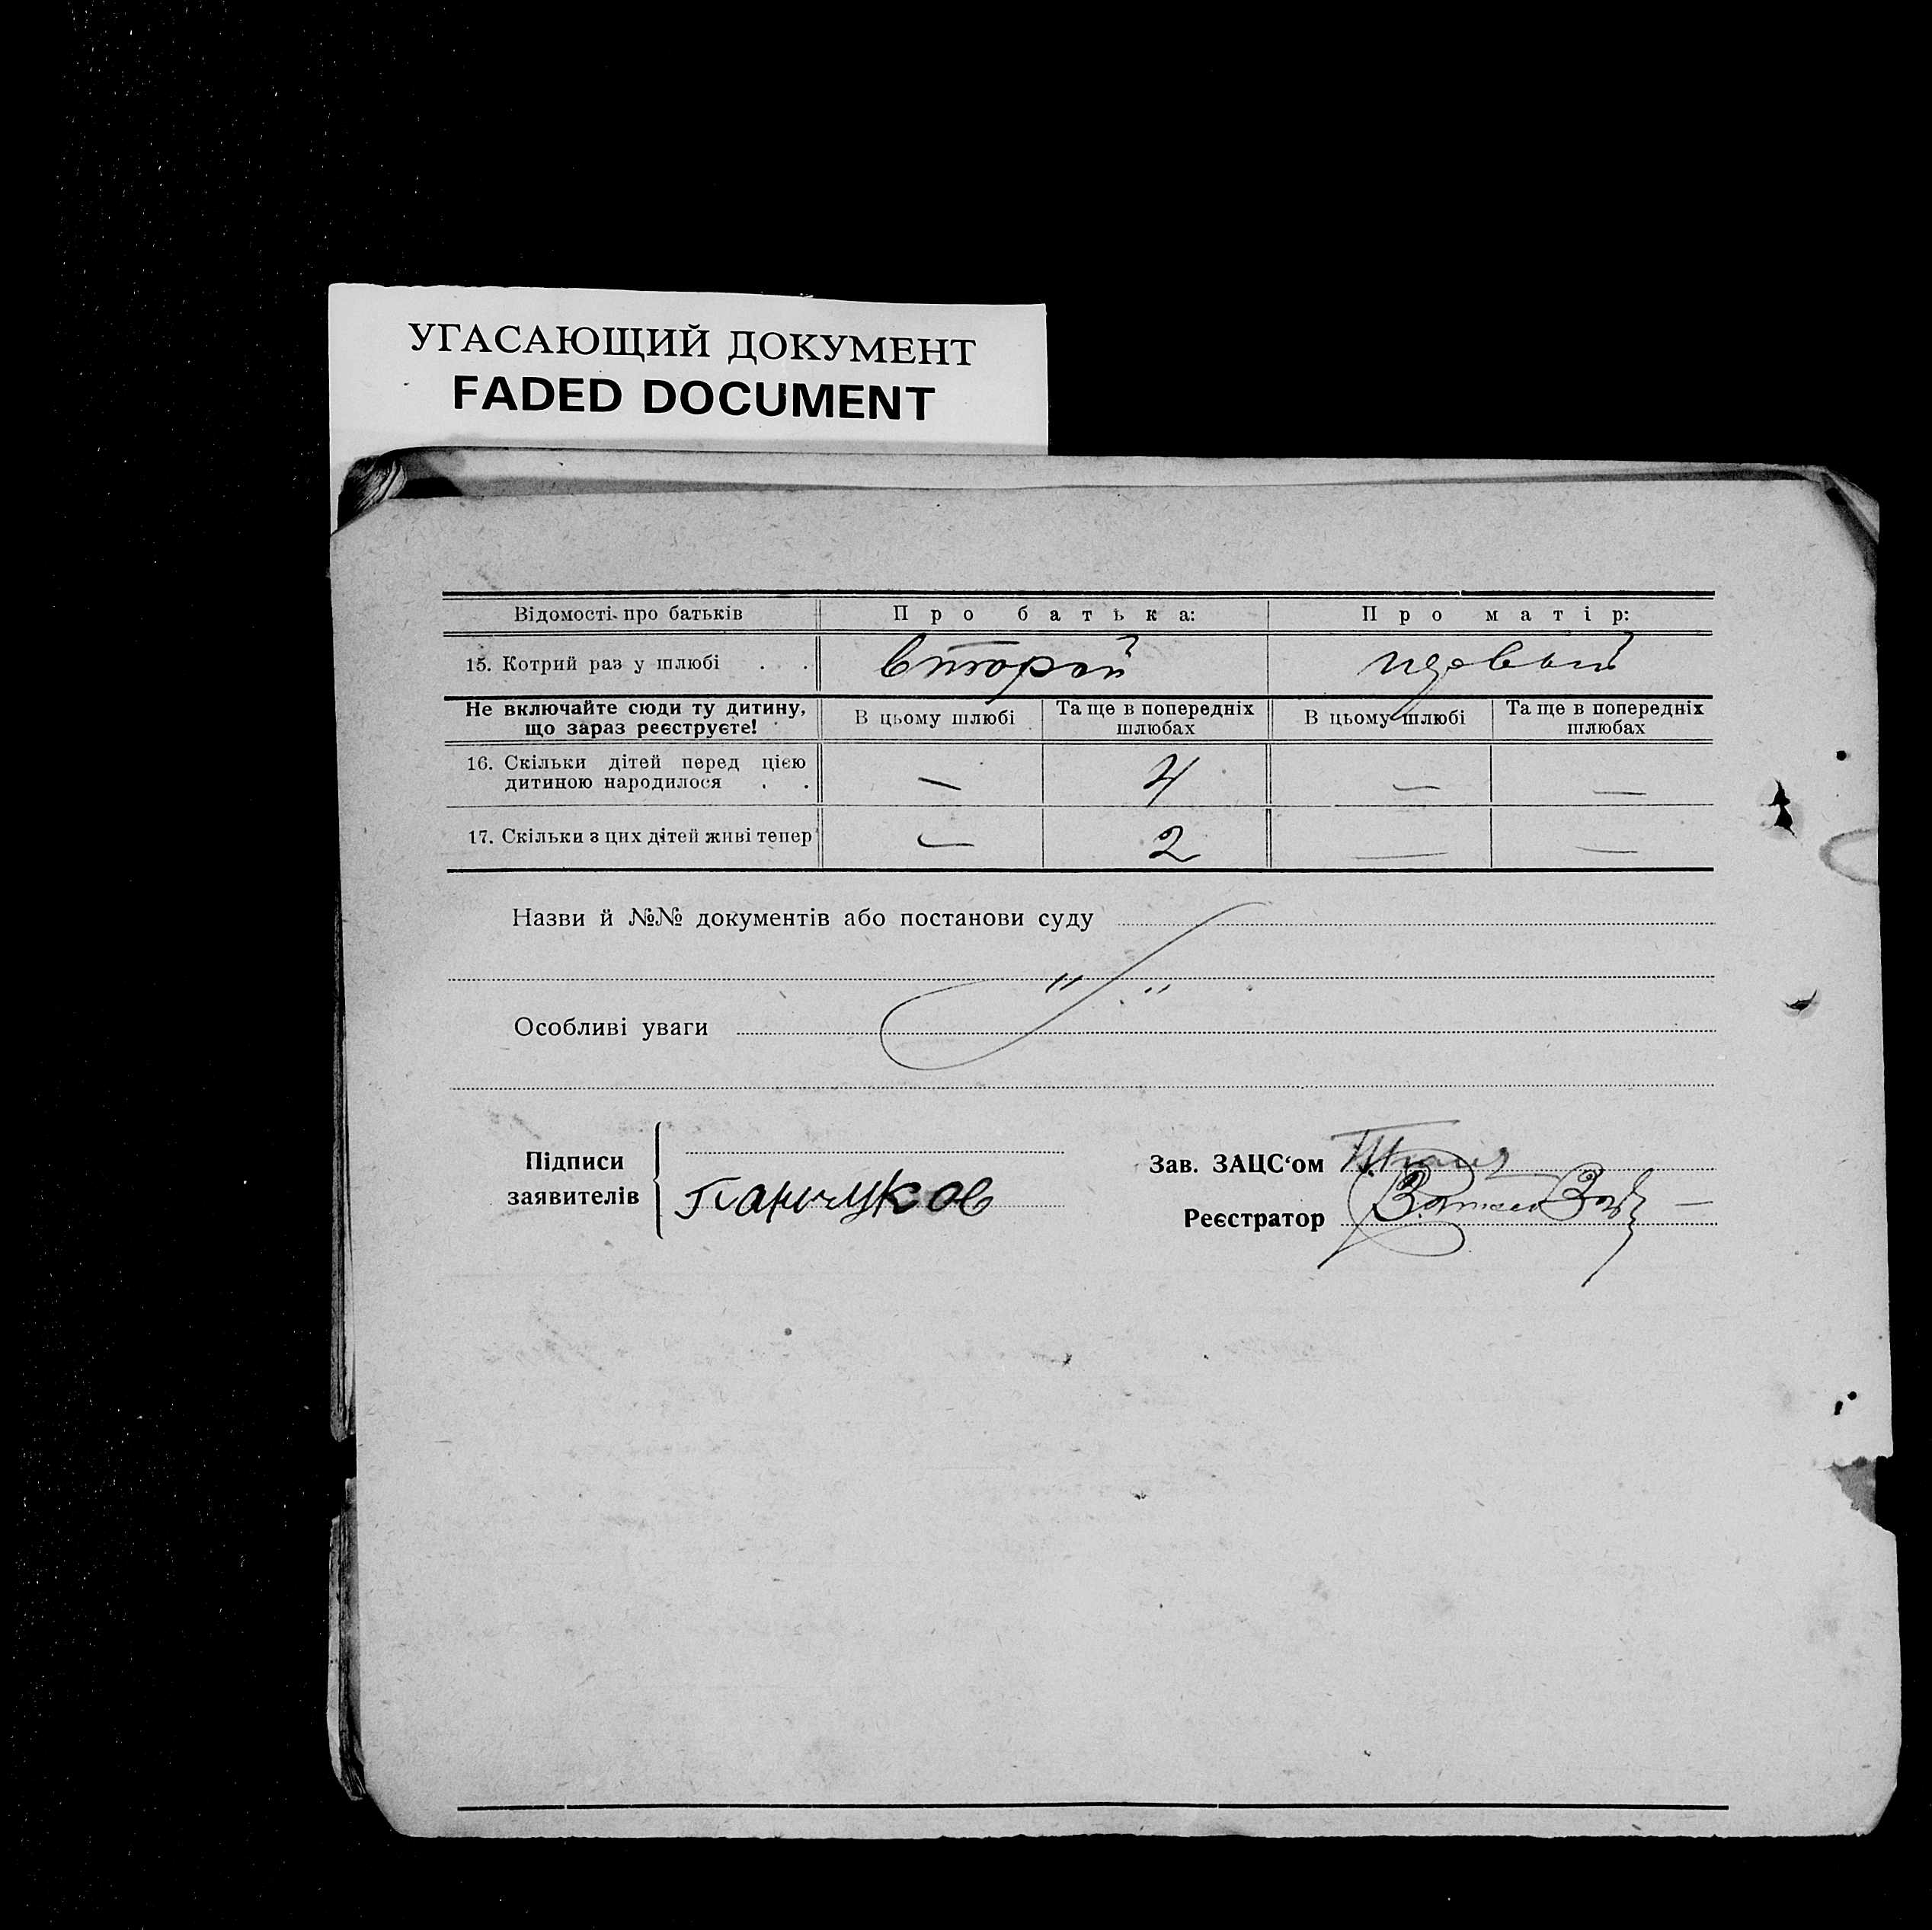 УГАСАЮЩИЙ ДОКУМЕНТ
FADED DOCUMENT
Відомості про батьків Про батька: Про матір:
15. Котрий раз у шлюбі . . второй
Не включайте сюди ту дитину, що зараз реєструєте! В цьому шлюбі Та ще в попередніх шлюбах В цьому шлюбі Та ще в попередніх шлюбах
16. Скільки дітей перед цією дитиною народилося . . — 4 — —
17. Скільки з цих дітей живі тепер — 2 — —
Назви й №№ документів або постанови суду
Особливі уваги
Підписи заявителів
Зав. ЗАЦС‘ом
Реєстратор